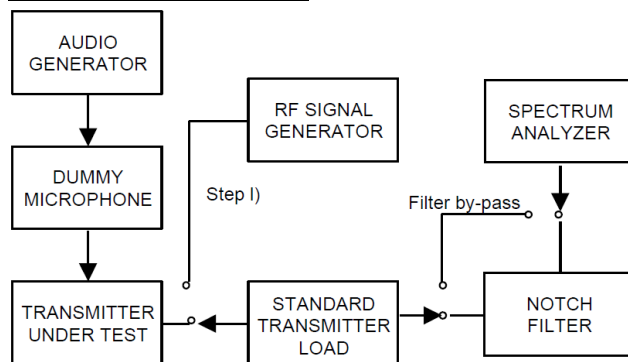 AUDIO
GENERATOR
RF SIGNAL
GENERATOR
SPECTRUM
ANALYZER
DUMMY
MICROPHONE
Step l)
Filter by-pass
TRANSMITTER
UNDER TEST
STANDARD
TRANSMITTER
LOAD
NOTCH
FILTER